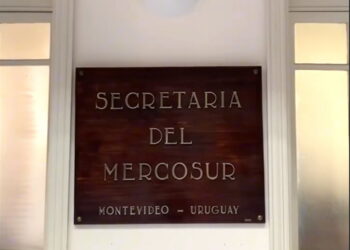 SECRETARIA
DEL
MERCOSUR
MONTEVIDEO - URUGUAY